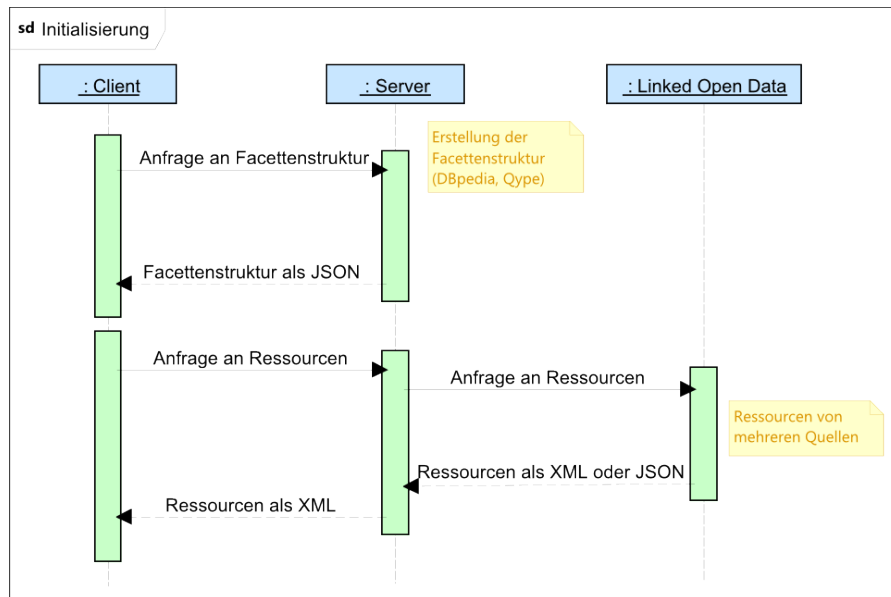 sd Initialisierung
: Client
: Server
: Linked Open Data
Erstellung der
Facettenstruktur
(DBpedia, Qype)
Anfrage an Facettenstruktur
Facettenstruktur als JSON
Anfrage an Ressourcen
Anfrage an Ressourcen
Ressourcen von
mehreren Quellen
Ressourcen als XML oder JSON
Ressourcen als XML